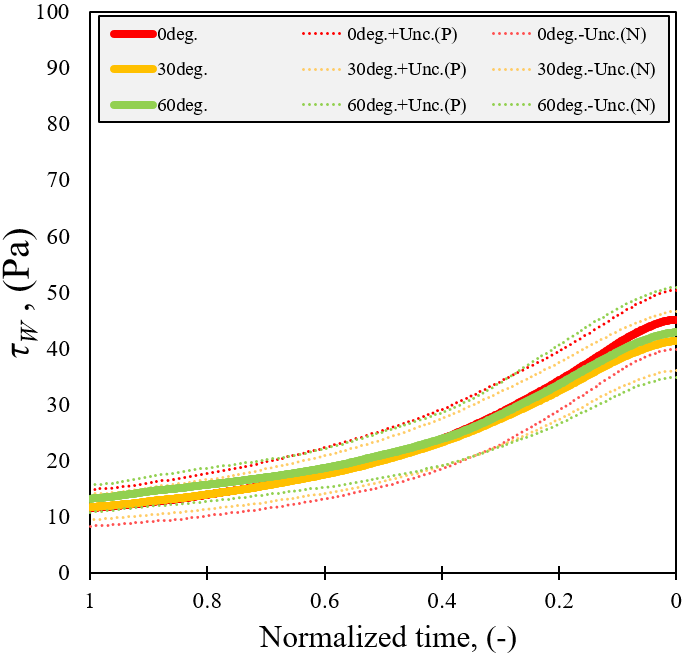 100
90
80
70
60
50
40
30
20
10
0
0deg. 0deg.+Unc.(P) 0deg.-Unc.(N)
30deg. 30deg.+Unc.(P) 30deg.-Unc.(N)
60deg. 60deg.+Unc.(P) 60deg.-Unc.(N)
τW , (Pa)
1 0.8 0.6 0.4 0.2 0
Normalized time, (-)